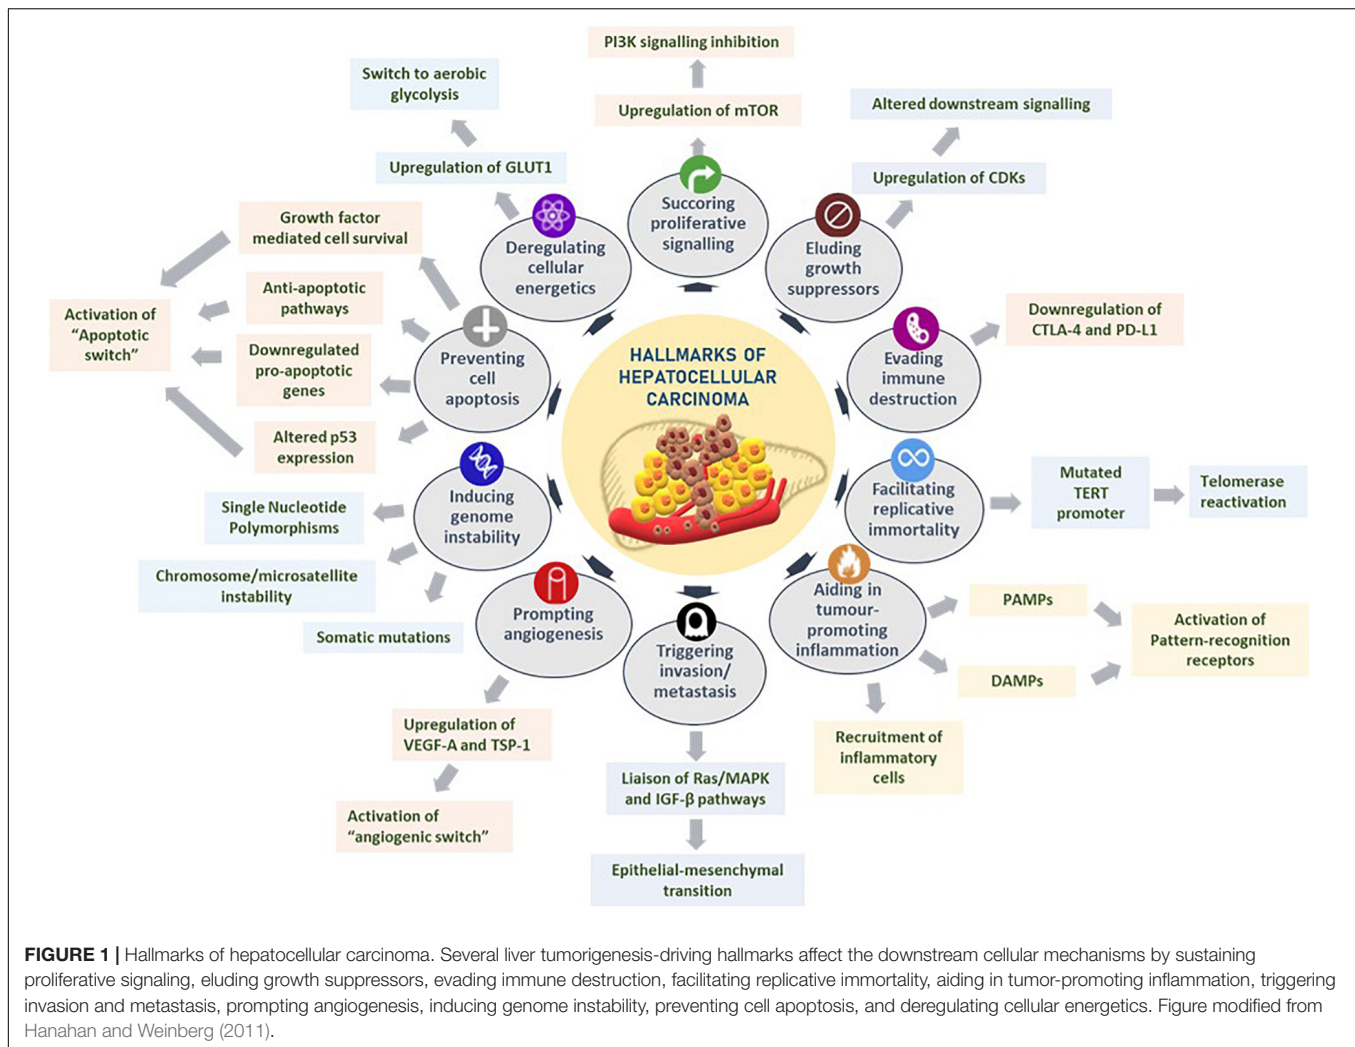 PI3K signalling inhibition
Upregulation of mTOR
Succoring
proliferative
signalling
Switch to aerobic
glycolysis
Upregulation of GLUT1
Deregulating
cellular
energetics
Altered downstream signalling
Upregulation of CDKs
Eluding
growth
suppressors
Growth factor
mediated cell survival
Anti-apoptotic
pathways
Activation of
“Apoptotic
switch”
Downregulated
pro-apoptotic
genes
Altered p53
expression
Preventing
cell
apoptosis
HALLMARKS OF
HEPATOCELLULAR
CARCINOMA
Evading
immune
destruction
Downregulation of
CTLA-4 and PD-L1
Inducing
genome
instability
Single Nucleotide
Polymorphisms
Chromosome/microsatellite
instability
Somatic mutations
Facilitating
replicative
immortality
Mutated
TERT
promoter
Telomerase
reactivation
Prompting
angiogenesis
Upregulation of
VEGF-A and TSP-1
Activation of
“angiogenic switch”
Triggering
invasion/
metastasis
Liaison of Ras/MAPK
and IGF-β pathways
Epithelial-mesenchymal
transition
Aiding in
tumour-
promoting
inflammation
PAMPs
DAMPs
Activation of
Pattern-recognition
receptors
Recruitment of
inflammatory
cells
FIGURE 1 | Hallmarks of hepatocellular carcinoma. Several liver tumorigenesis-driving hallmarks affect the downstream cellular mechanisms by sustaining
proliferative signaling, eluding growth suppressors, evading immune destruction, facilitating replicative immortality, aiding in tumor-promoting inflammation, triggering
invasion and metastasis, prompting angiogenesis, inducing genome instability, preventing cell apoptosis, and deregulating cellular energetics. Figure modified from
Hanahan and Weinberg (2011).